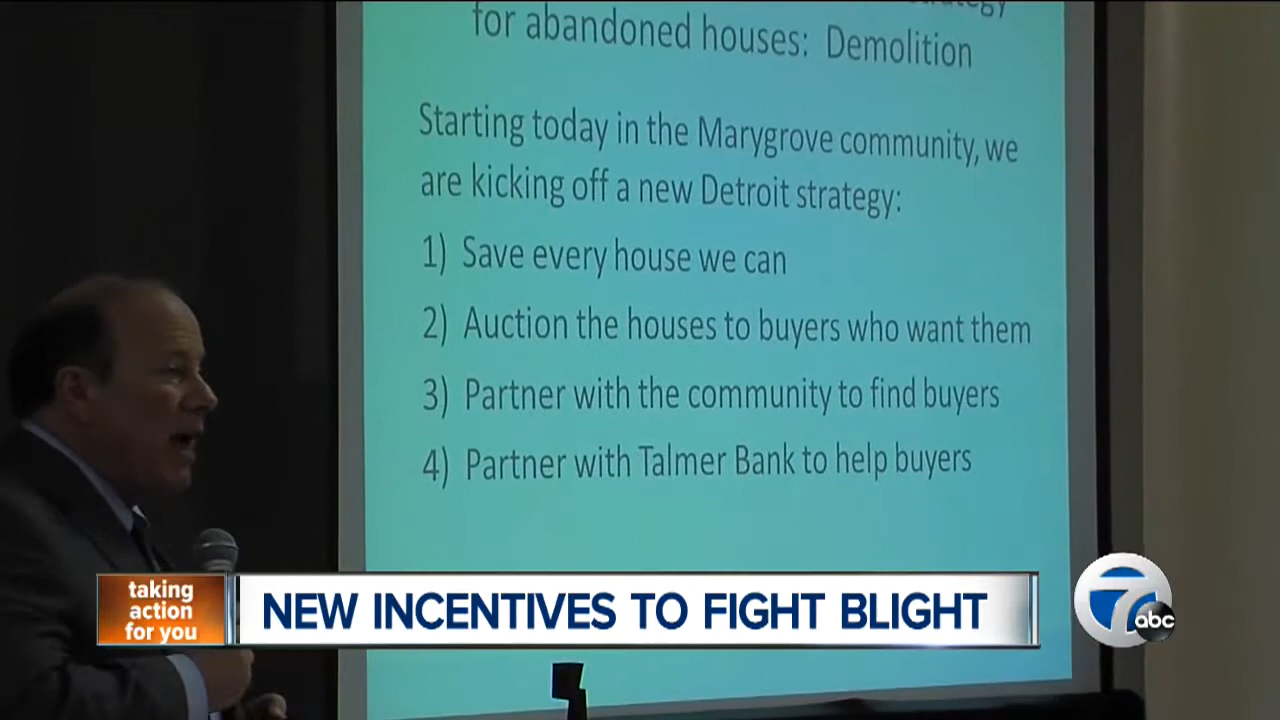 for abandoned houses: Demolition
Starting today in the Marygrove community, we
are kicking off a new Detroit strategy:
1) Save every house we can
2) Auction the houses to buyers who want them
3) Partner with the community to find buyers
4) Partner with Talmer Bank to help buyers
taking
action
for you
NEW INCENTIVES TO FIGHT BLIGHT
7
abc